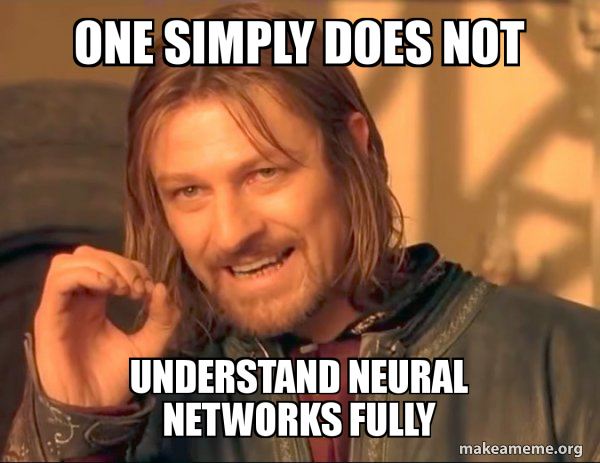 ONE SIMPLY DOES NOT
UNDERSTAND NEURAL
NETWORKS FULLY
makeameme.org